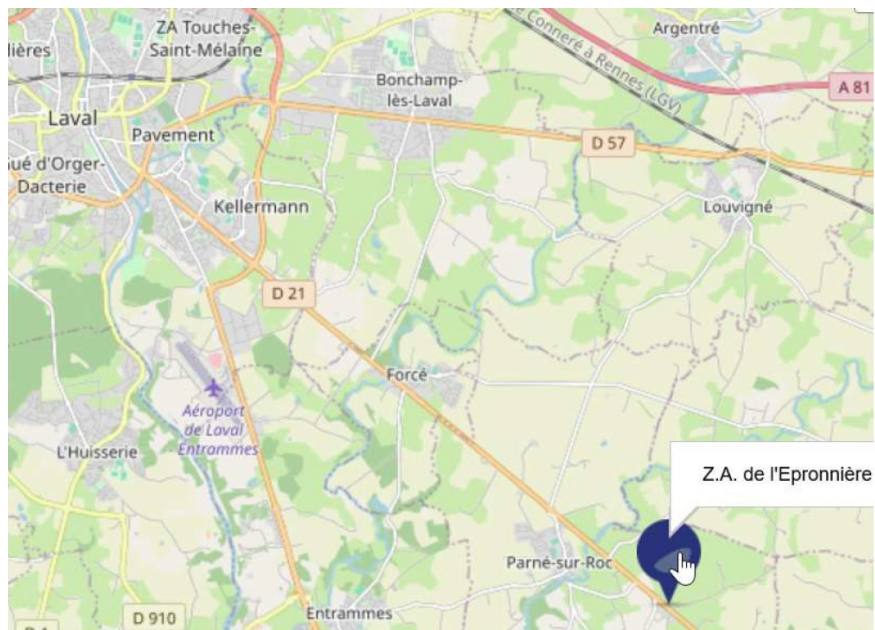 ZA Touches-
Saint-Mélaine
lières
Argentré
e Conneré à Rennes (LGV)
A 81
Bonchamp-
lès-Laval
Laval
Pavement
D 57
ué d'Orger-
Dacterie
Kellermann
Louvigné
D 21
Forcé
Aéroport
de Laval
Entrammes
L'Huisserie
Z.A. de l'Epronnière
Parné-sur-Roc
Entrammes
D 910